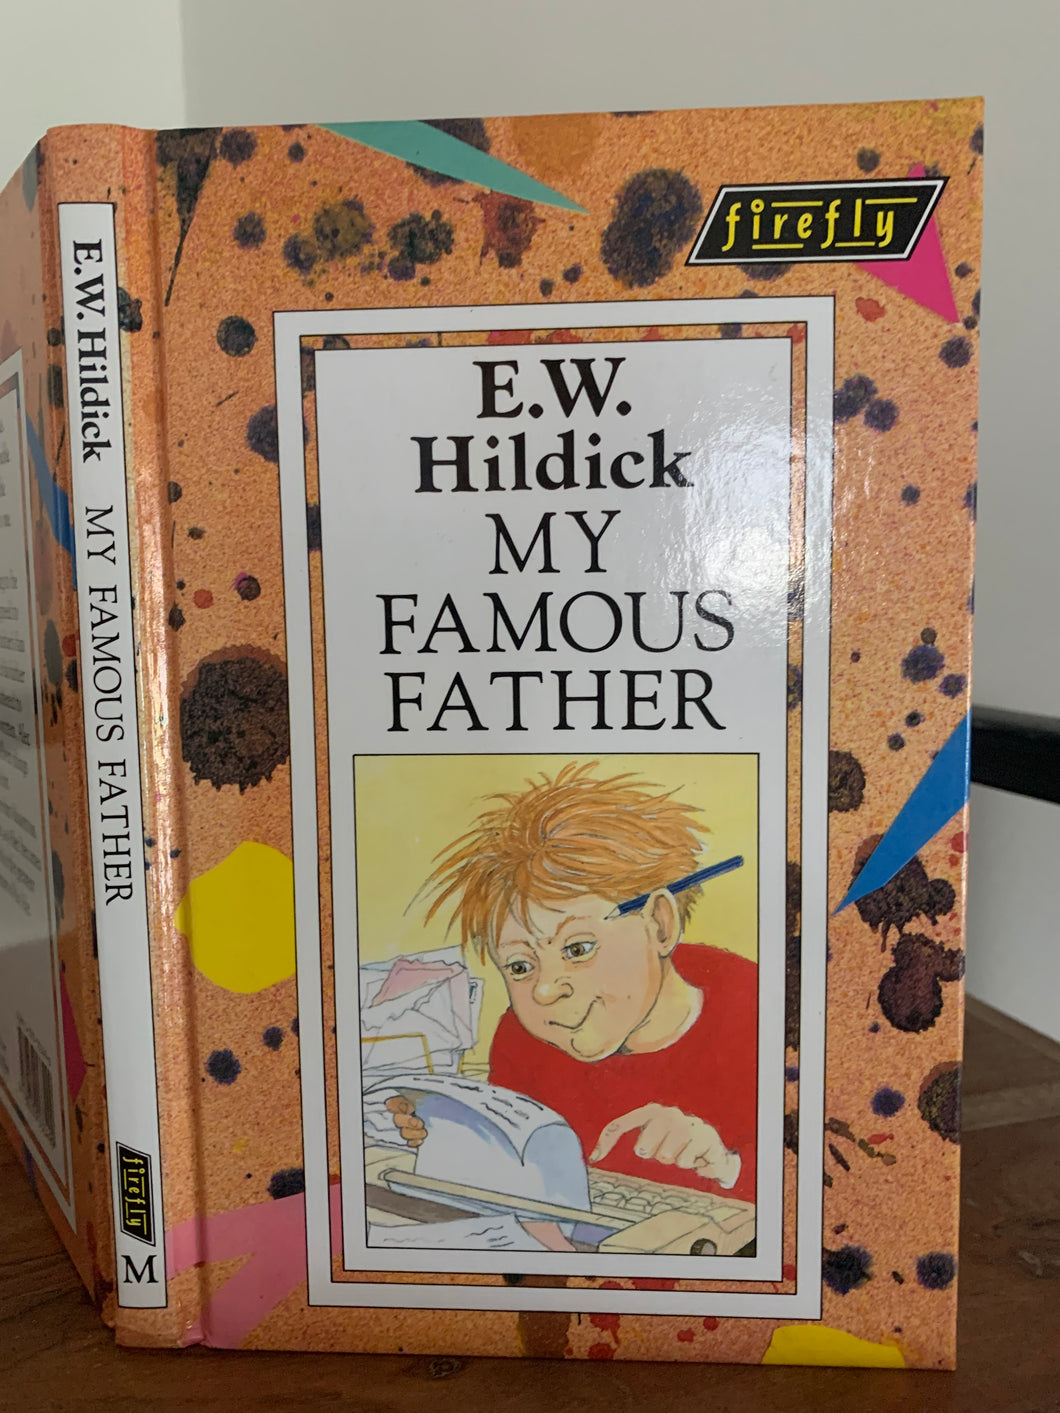 firefly
E.W.
Hildick
MY
FAMOUS
FATHER
E.W. Hildick MY FAMOUS FATHER
firefly
M